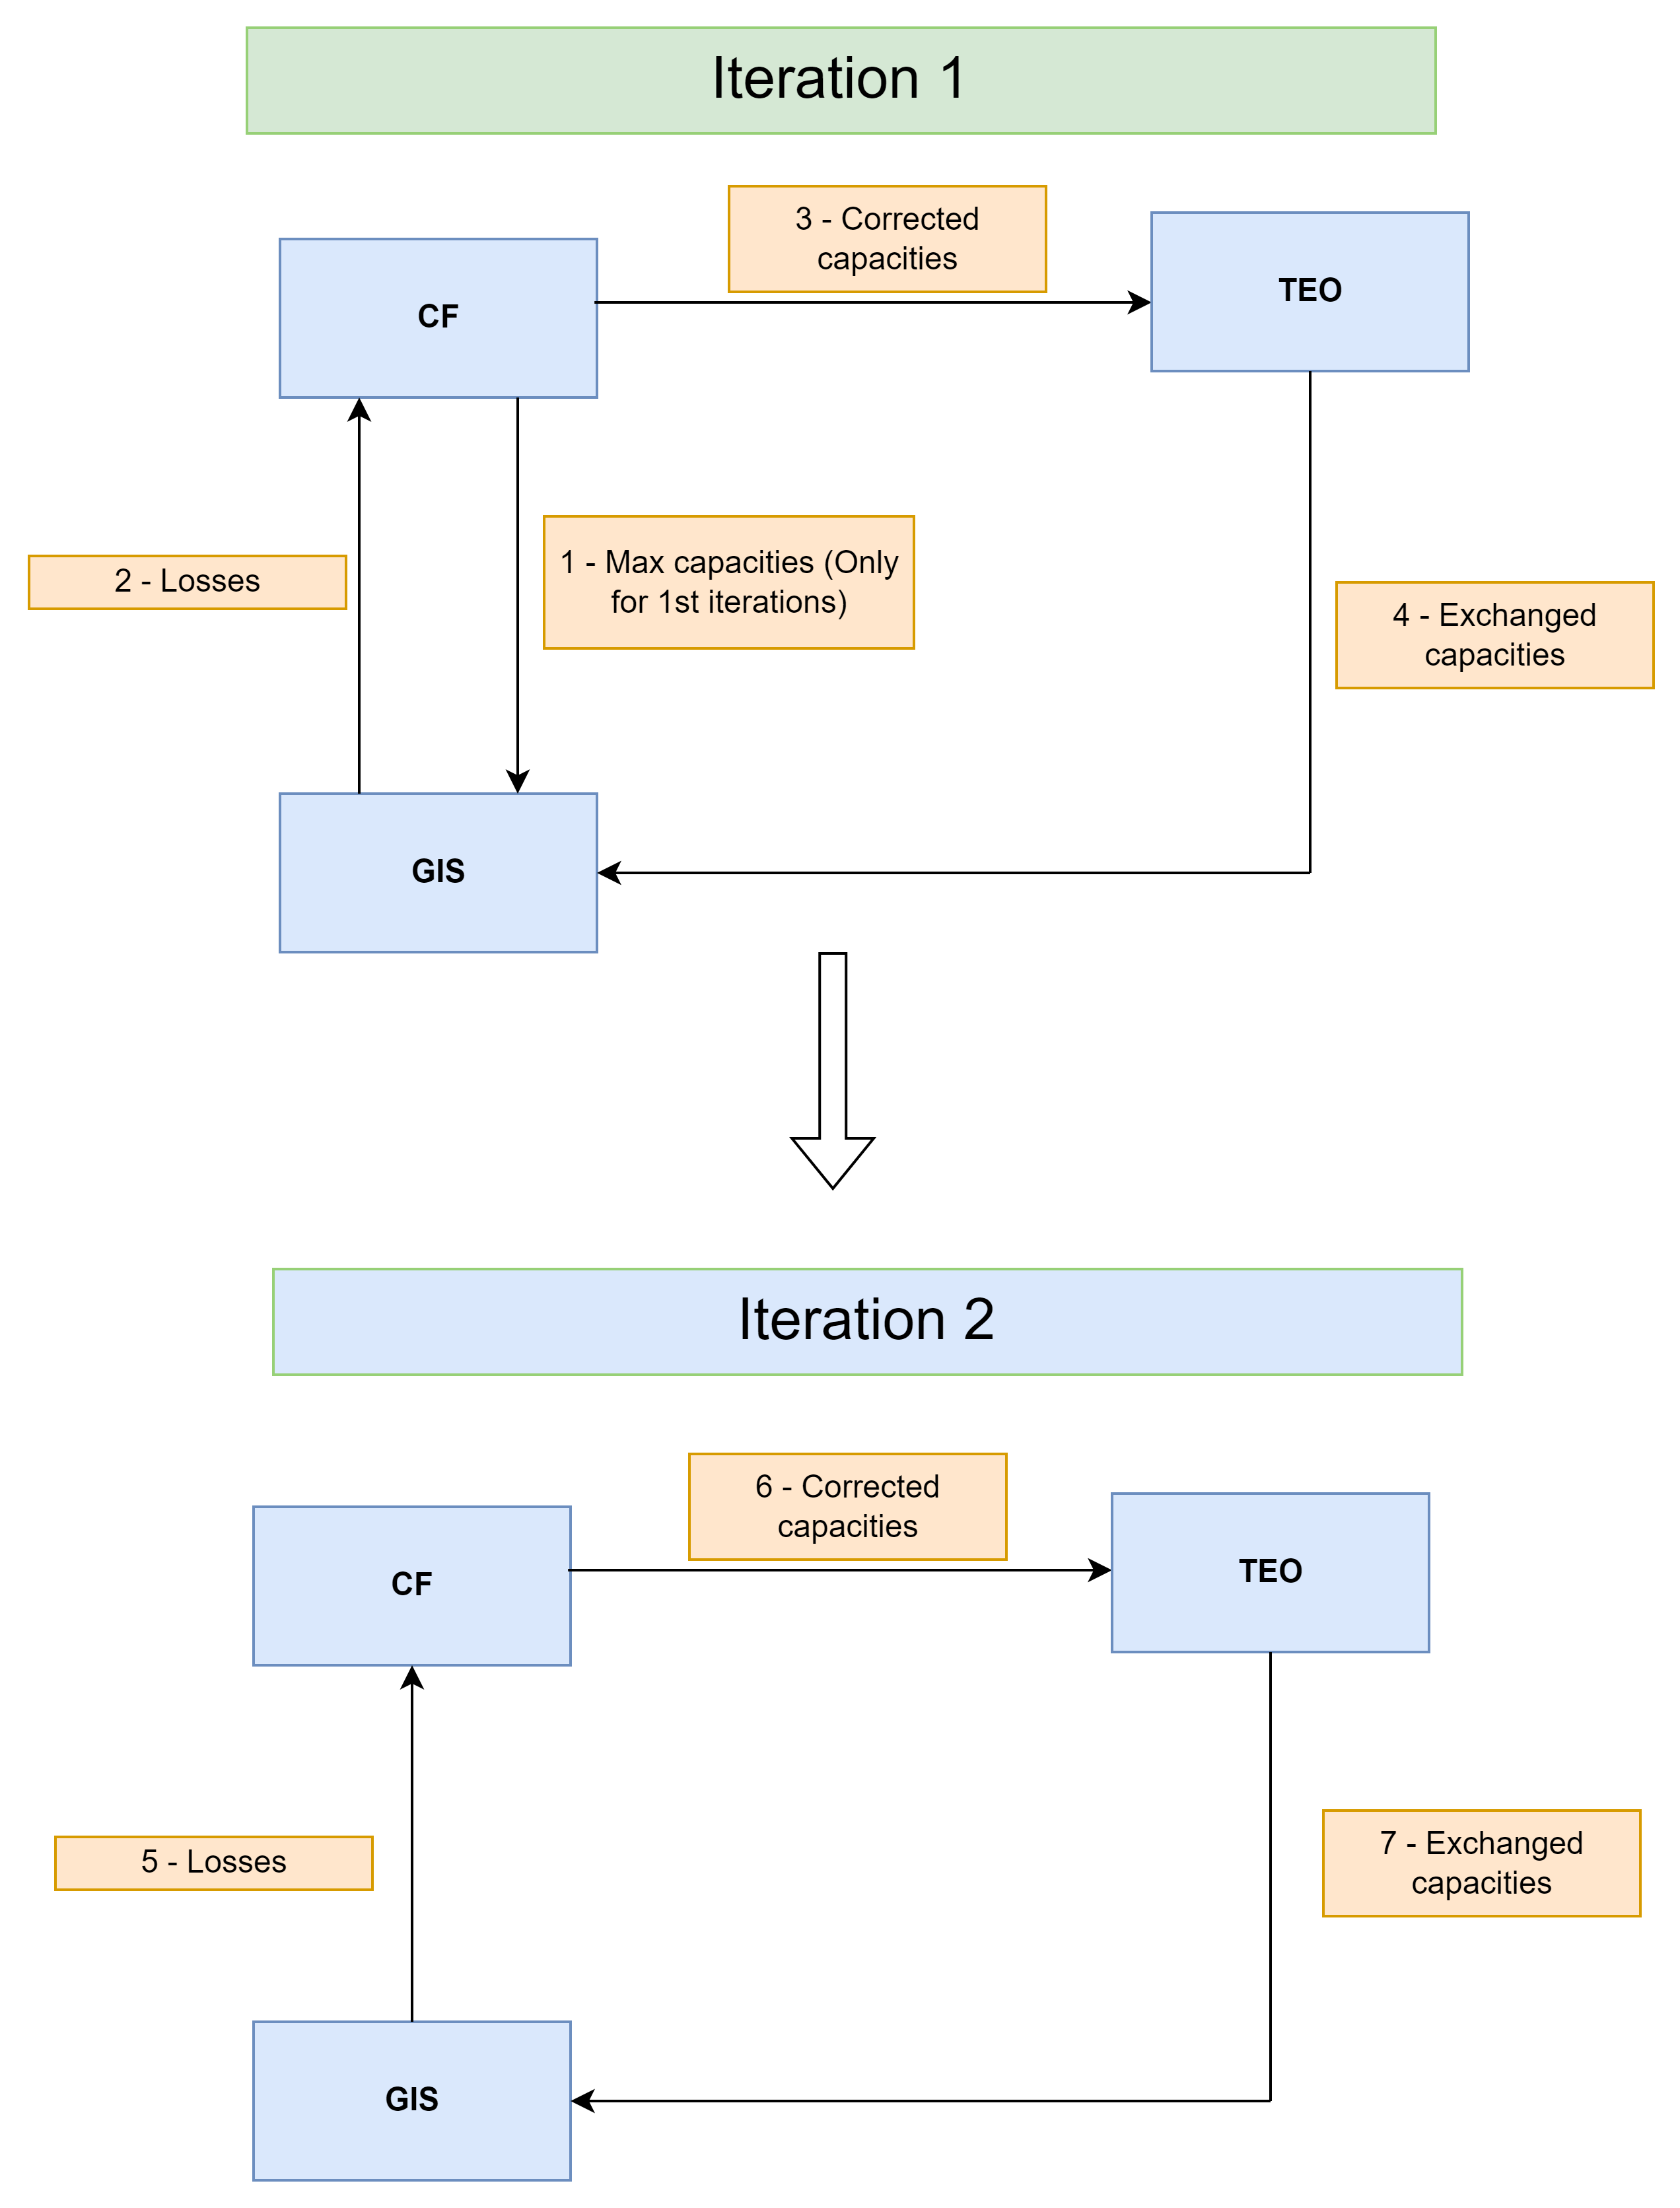 Iteration 1
3 - Corrected
capacities
TEO
CF
1 - Max capacities (Only
for 1st iterations)
2 - Losses
4 - Exchanged
capacities
GIS
Iteration 2
6 - Corrected
capacities
TEO
CF
7 - Exchanged
capacities
5 - Losses
GIS